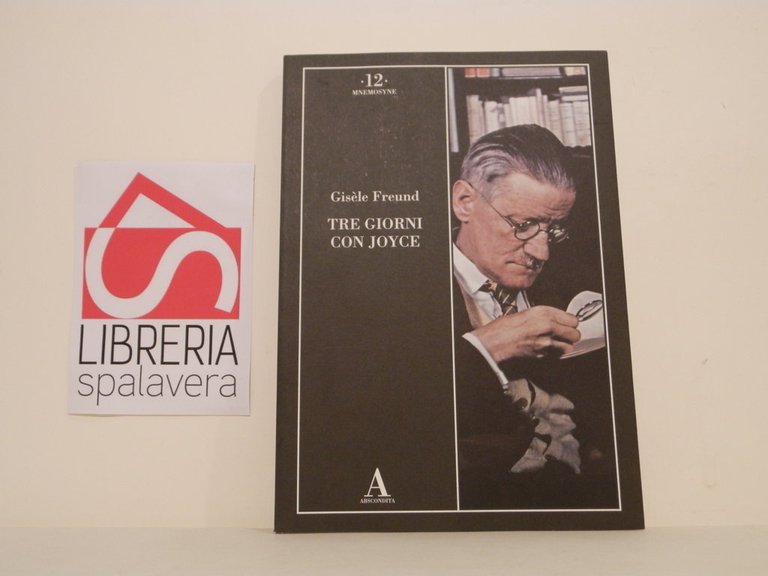 LIBRERIA
spalavera
·12·
MNEMOSYNE
Gisèle Freund
TRE GIORNI
CON JOYCE
A
ABSCONDITA